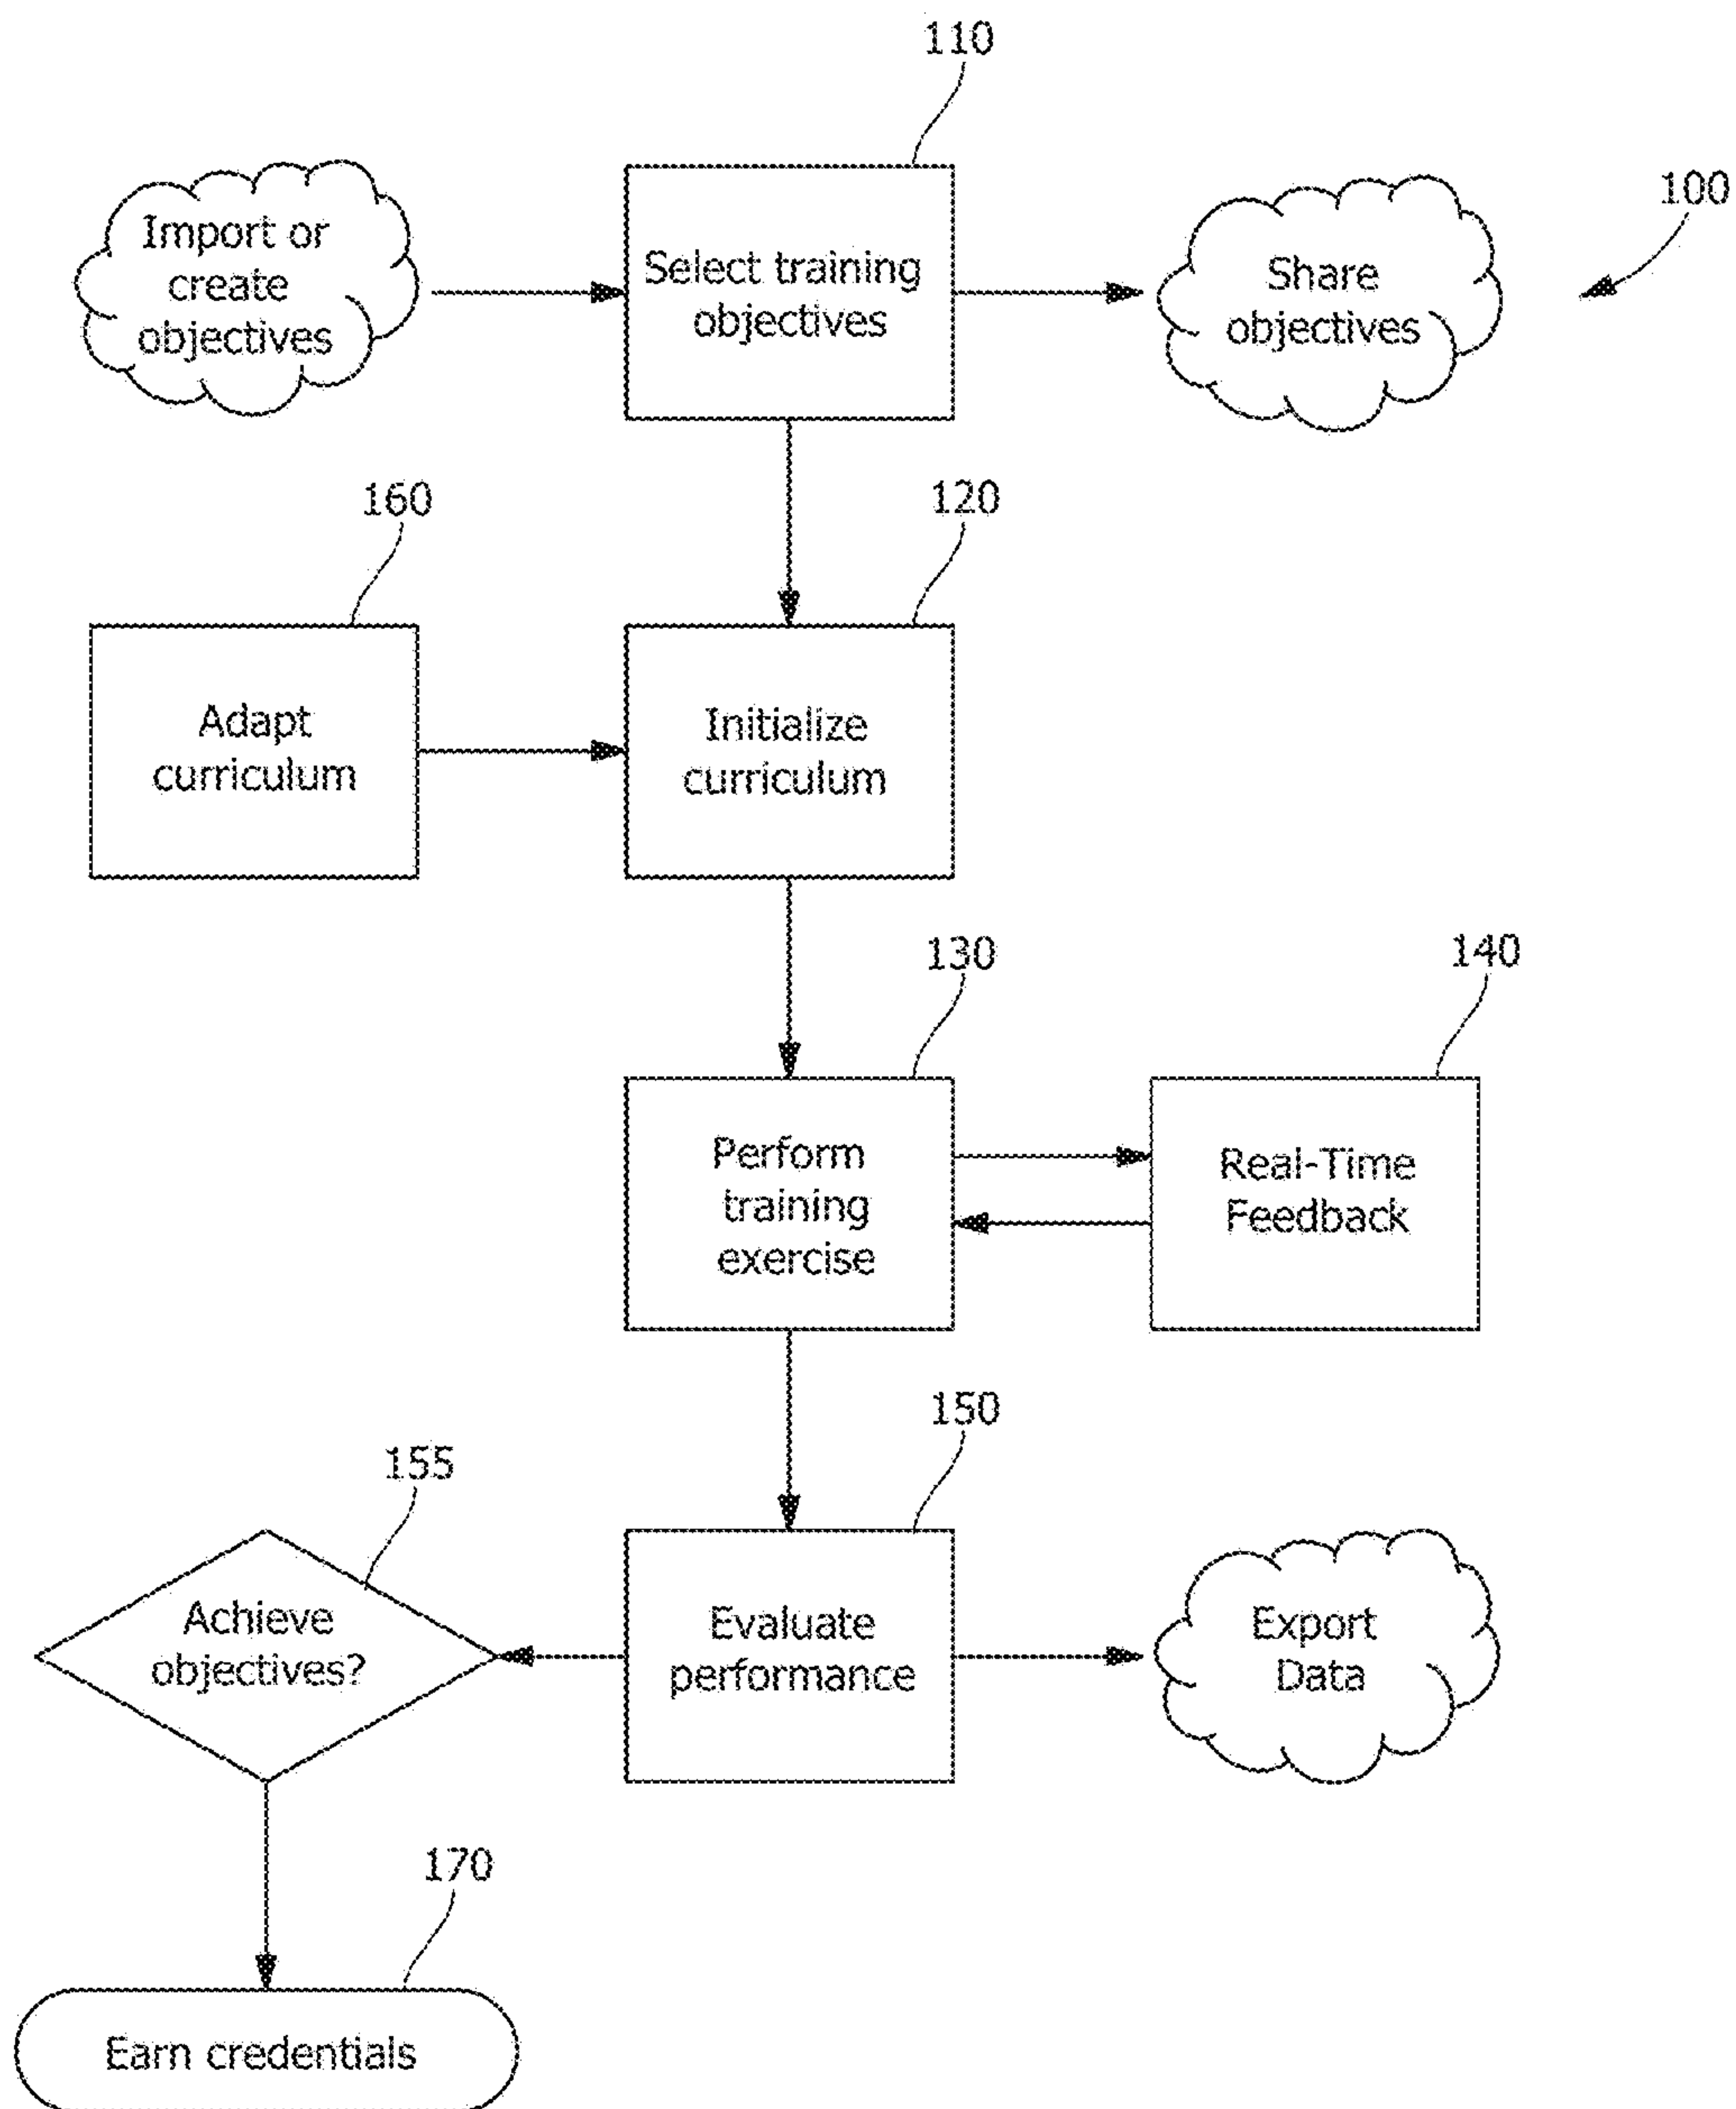 110
100
Import or
create
objectives
Select training
objectives
Share
objectives
160
120
Adapt
curriculum
Initialize
curriculum
130
140
Perform
training
exercise
Real-Time
Feedback
150
155
Achieve
objectives?
Evaluate
performance
Export
Data
170
Earn credentials